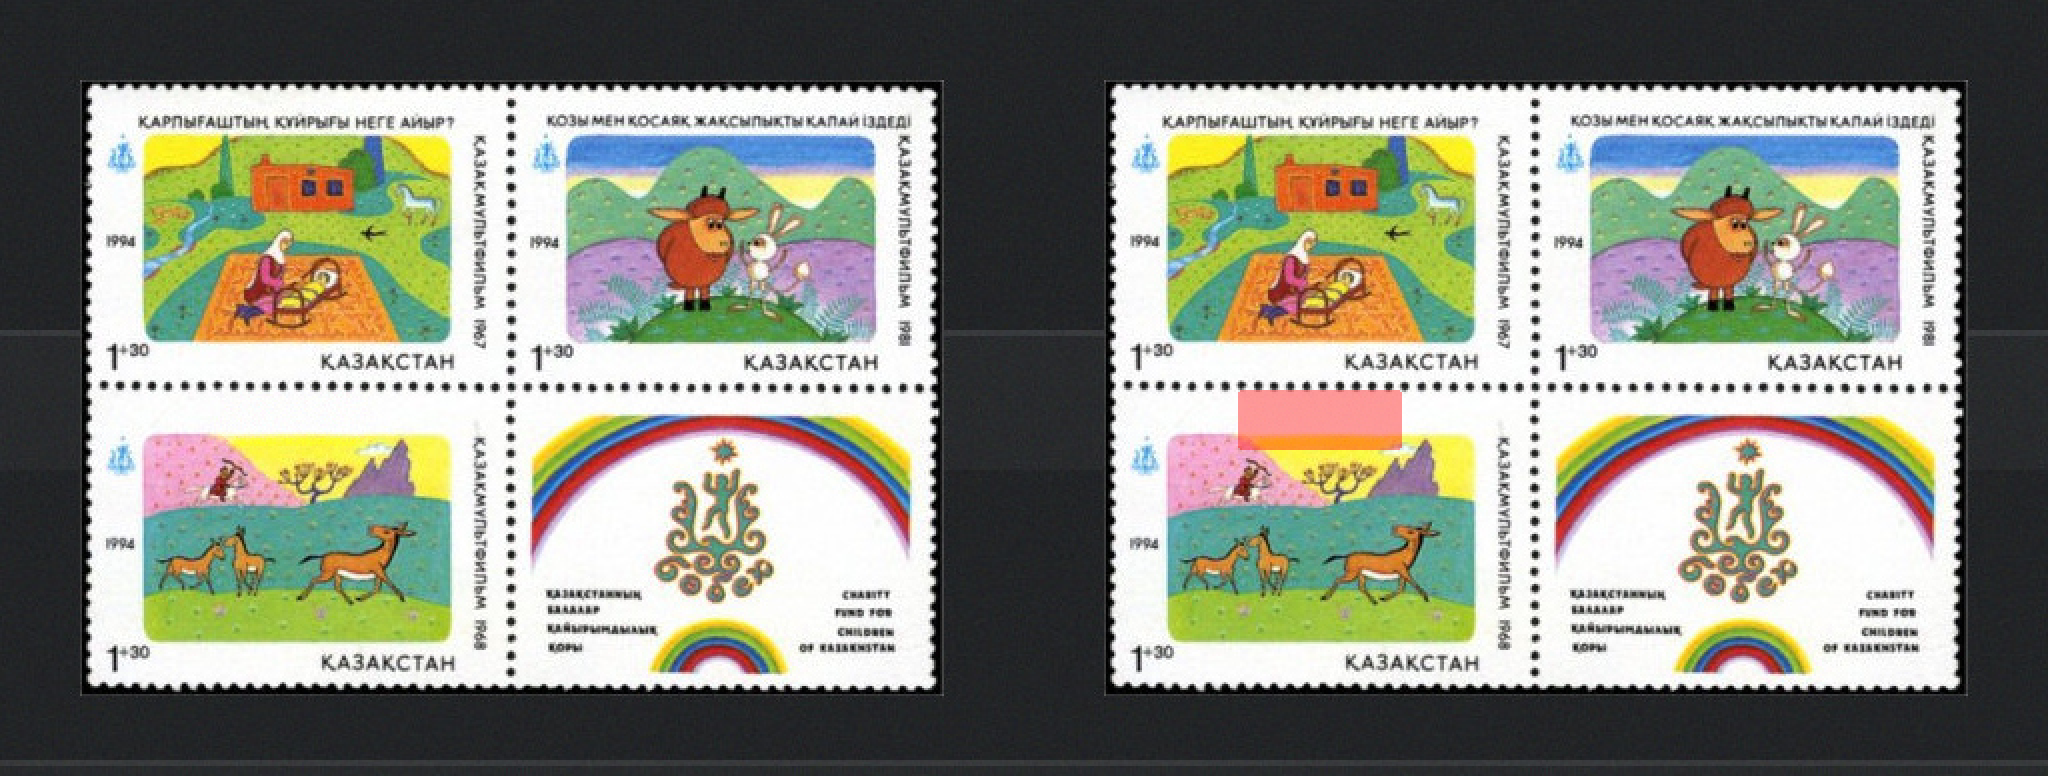 ҚАРЛЫҒАШТЫҢ ҚҰЙРЫҒЫ НЕГЕ АЙЫР?
1994
ҚАЗАҚМУЛЬТФИЛЬМ 1967
1+30
ҚАЗАҚСТАН
ҚОЗЫ МЕН ҚОСАЯҚ ЖАҚСЫЛЫҚТЫ ҚАЛАЙ ІЗДЕДІ
1994
ҚАЗАҚМУЛЬТФИЛЬМ 1981
1+30
ҚАЗАҚСТАН
1994
ҚАЗАҚМУЛЬТФИЛЬМ 1968
1+30
ҚАЗАҚСТАН
ҚАЗАҚСТАННЫҢ
БАЛАЛАР
ҚАЙЫРЫМДЫЛЫҚ
ҚОРЫ
CHARITY
FUND FOR
CHILDREN
OF KAZAKHSTAN
ҚАРЛЫҒАШТЫҢ ҚҰЙРЫҒЫ НЕГЕ АЙЫР?
1994
ҚАЗАҚМУЛЬТФИЛЬМ 1967
1+30
ҚАЗАҚСТАН
ҚОЗЫ МЕН ҚОСАЯҚ ЖАҚСЫЛЫҚТЫ ҚАЛАЙ ІЗДЕДІ
1994
ҚАЗАҚМУЛЬТФИЛЬМ 1981
1+30
ҚАЗАҚСТАН
1994
ҚАЗАҚМУЛЬТФИЛЬМ 1968
1+30
ҚАЗАҚСТАН
ҚАЗАҚСТАННЫҢ
БАЛАЛАР
ҚАЙЫРЫМДЫЛЫҚ
ҚОРЫ
CHARITY
FUND FOR
CHILDREN
OF KAZAKHSTAN